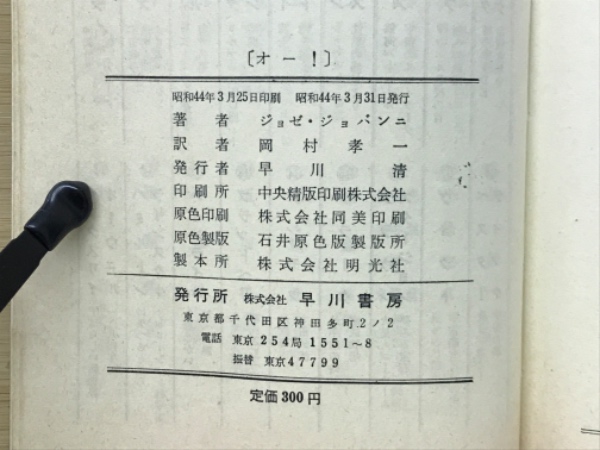 〔オー！〕
昭和44年3月25日印刷 昭和44年3月31日発行
著者 ジョゼ・ジョバンニ
訳者 岡村孝一
発行者 早川清
印刷所 中央精版印刷株式会社
原色印刷 株式会社同美印刷
原色製版 石井原色版製版所
製本所 株式会社明光社
発行所 株式会社 早川書房
東京都千代田区神田多町2ノ2
電話 東京254局1551〜8
振替 東京47799
定価300円